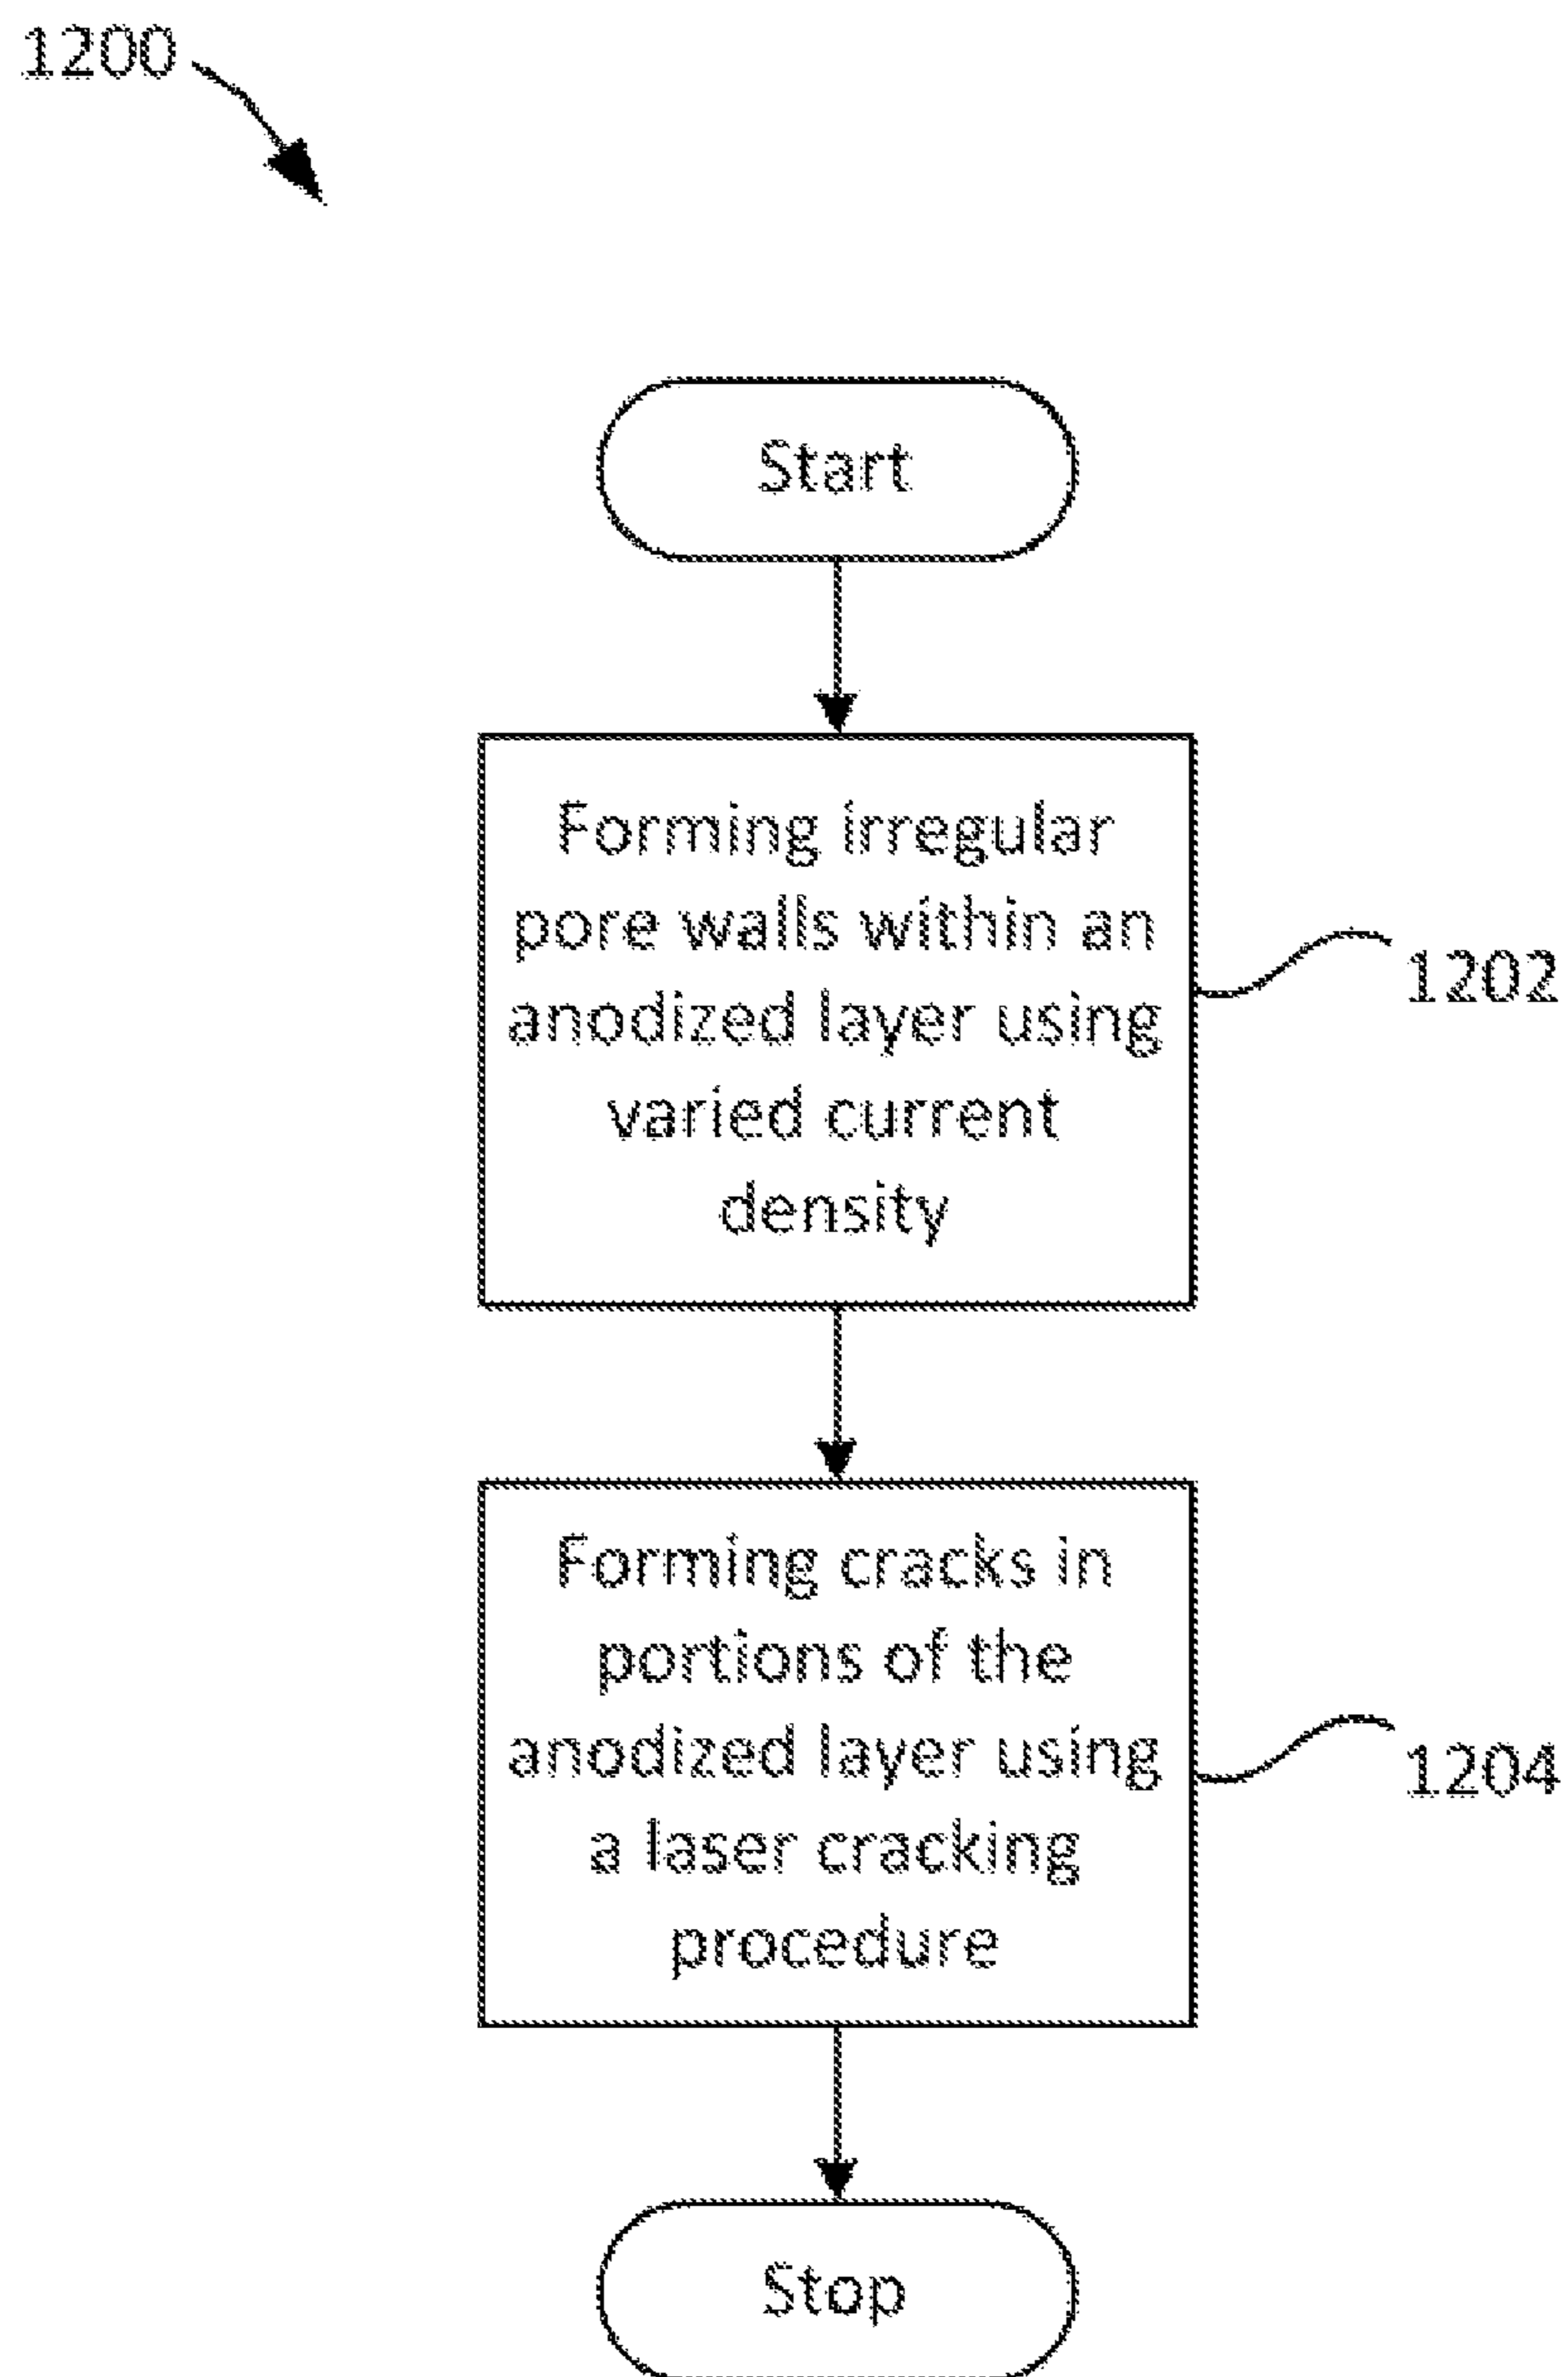 1200
Start
Forming irregular
pore walls within an
anodized layer using
varied current
density
1202
Forming cracks in
portions of the
anodized layer using
a laser cracking
procedure
1204
Stop